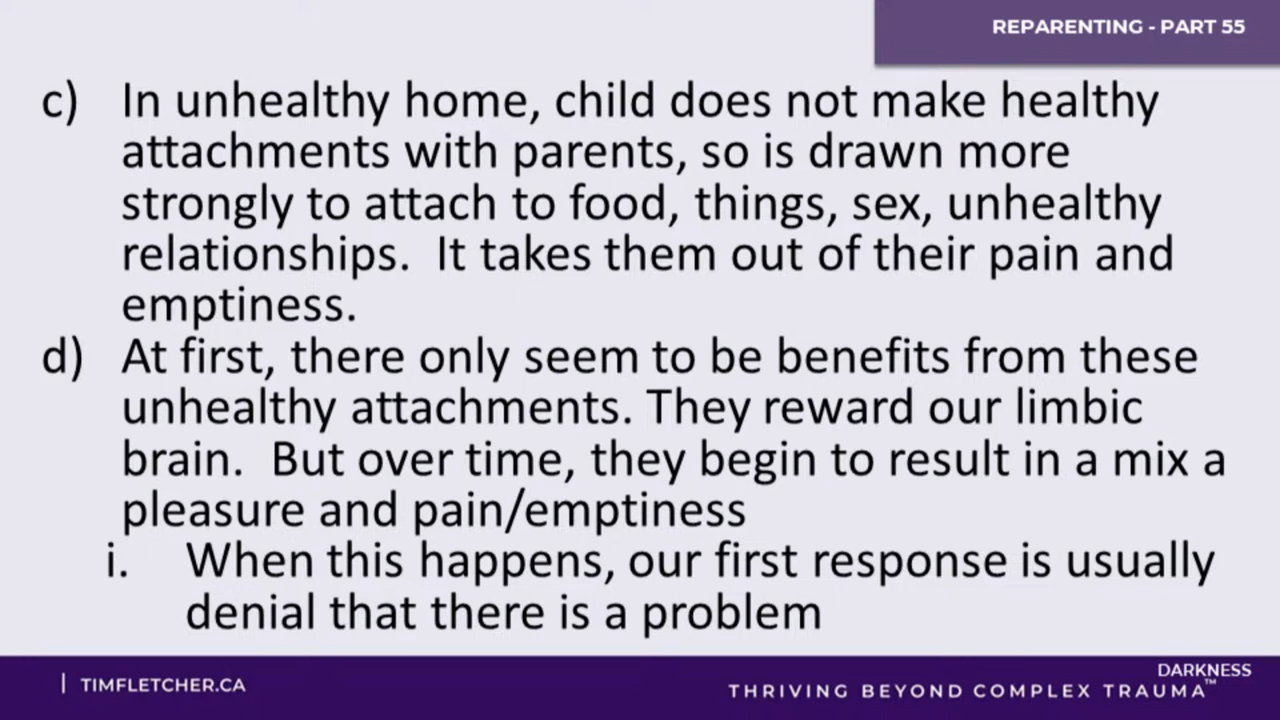 REPARENTING - PART 55
c) In unhealthy home, child does not make healthy
attachments with parents, so is drawn more
strongly to attach to food, things, sex, unhealthy
relationships. It takes them out of their pain and
emptiness.
d) At first, there only seem to be benefits from these
unhealthy attachments. They reward our limbic
brain. But over time, they begin to result in a mix a
pleasure and pain/emptiness
i. When this happens, our first response is usually
denial that there is a problem
| TIMFLETCHER.CA
DARKNESS
THRIVING BEYOND COMPLEX TRAUMA™